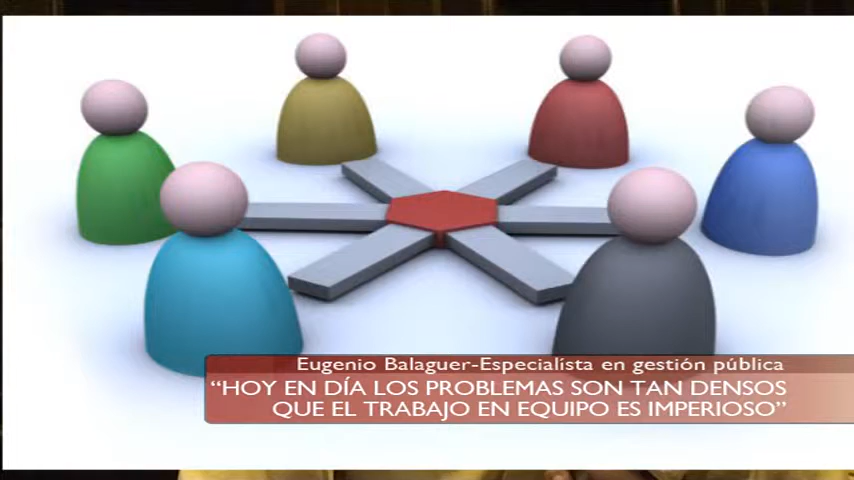 Eugenio Balaguer-Especialista en gestión pública
“HOY EN DÍA LOS PROBLEMAS SON TAN DENSOS
QUE EL TRABAJO EN EQUIPO ES IMPERIOSO”